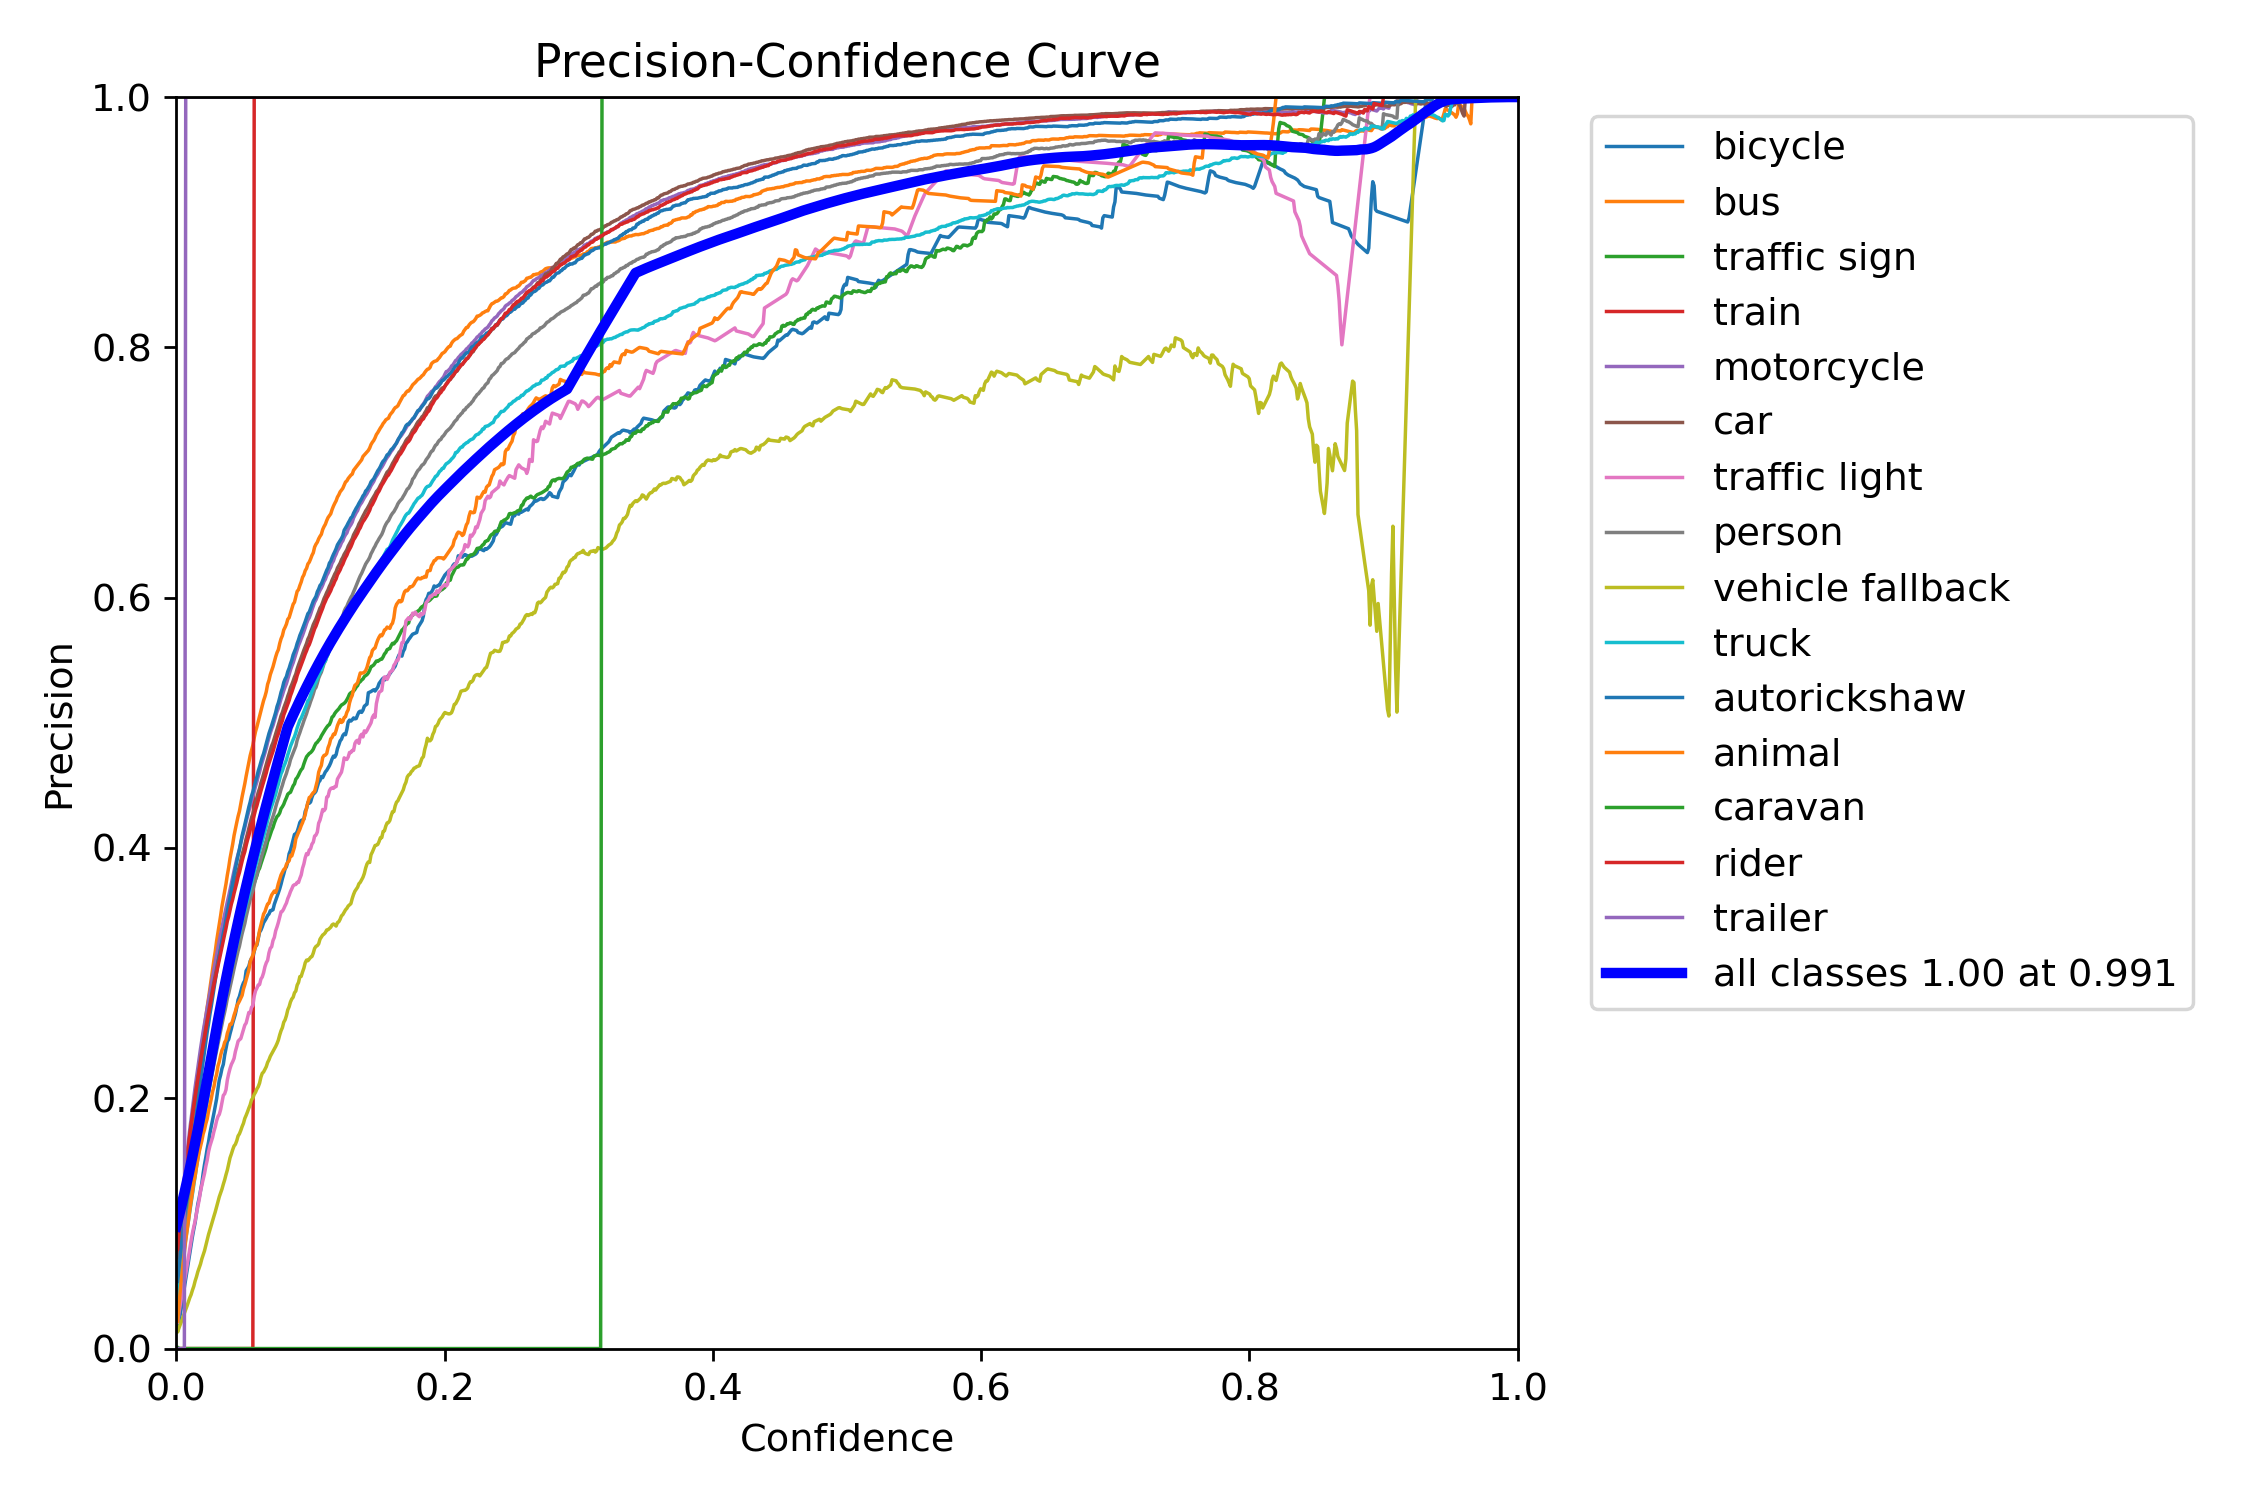 Precision-Confidence Curve
1.0
0.8
0.6
0.4
0.2
0.0
Precision
0.0 0.2 0.4 0.6 0.8 1.0
Confidence
bicycle
bus
traffic sign
train
motorcycle
car
traffic light
person
vehicle fallback
truck
autorickshaw
animal
caravan
rider
trailer
all classes 1.00 at 0.991